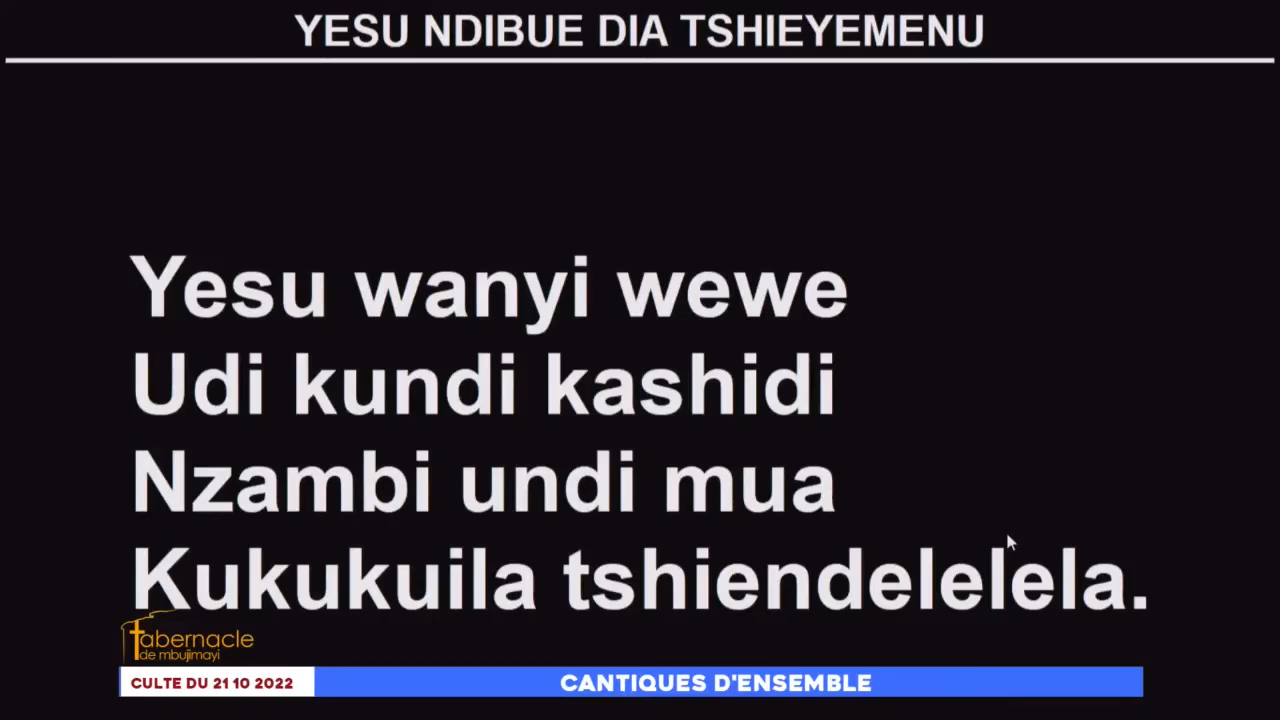 YESU NDIBUE DIA TSHIEYEMENU
Yesu wanyi wewe
Udi kundi kashidi
Nzambi undi mua
Kukukuila tshiendelelela.
Tabernacle
de mbujimayi
CULTE DU 21 10 2022
CANTIQUES D'ENSEMBLE